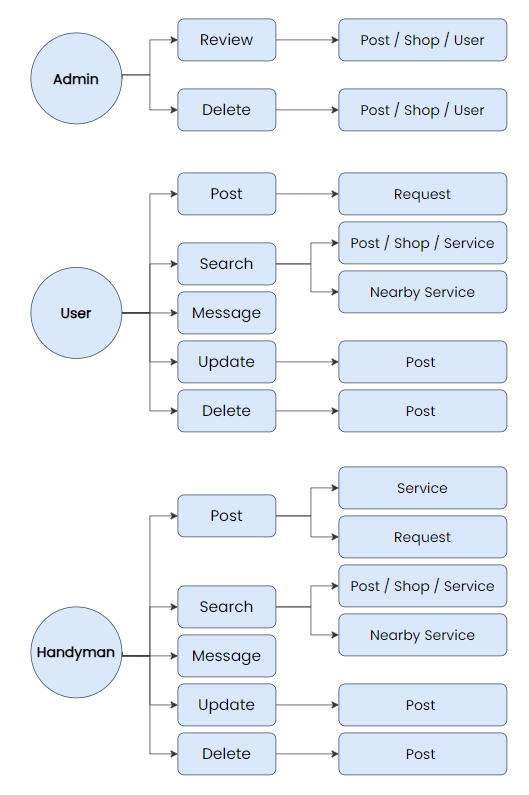 Admin
Review
Post / Shop / User
Delete
Post / Shop / User
User
Post
Request
Search
Post / Shop / Service
Nearby Service
Message
Update
Post
Delete
Post
Handyman
Post
Service
Request
Search
Post / Shop / Service
Nearby Service
Message
Update
Post
Delete
Post